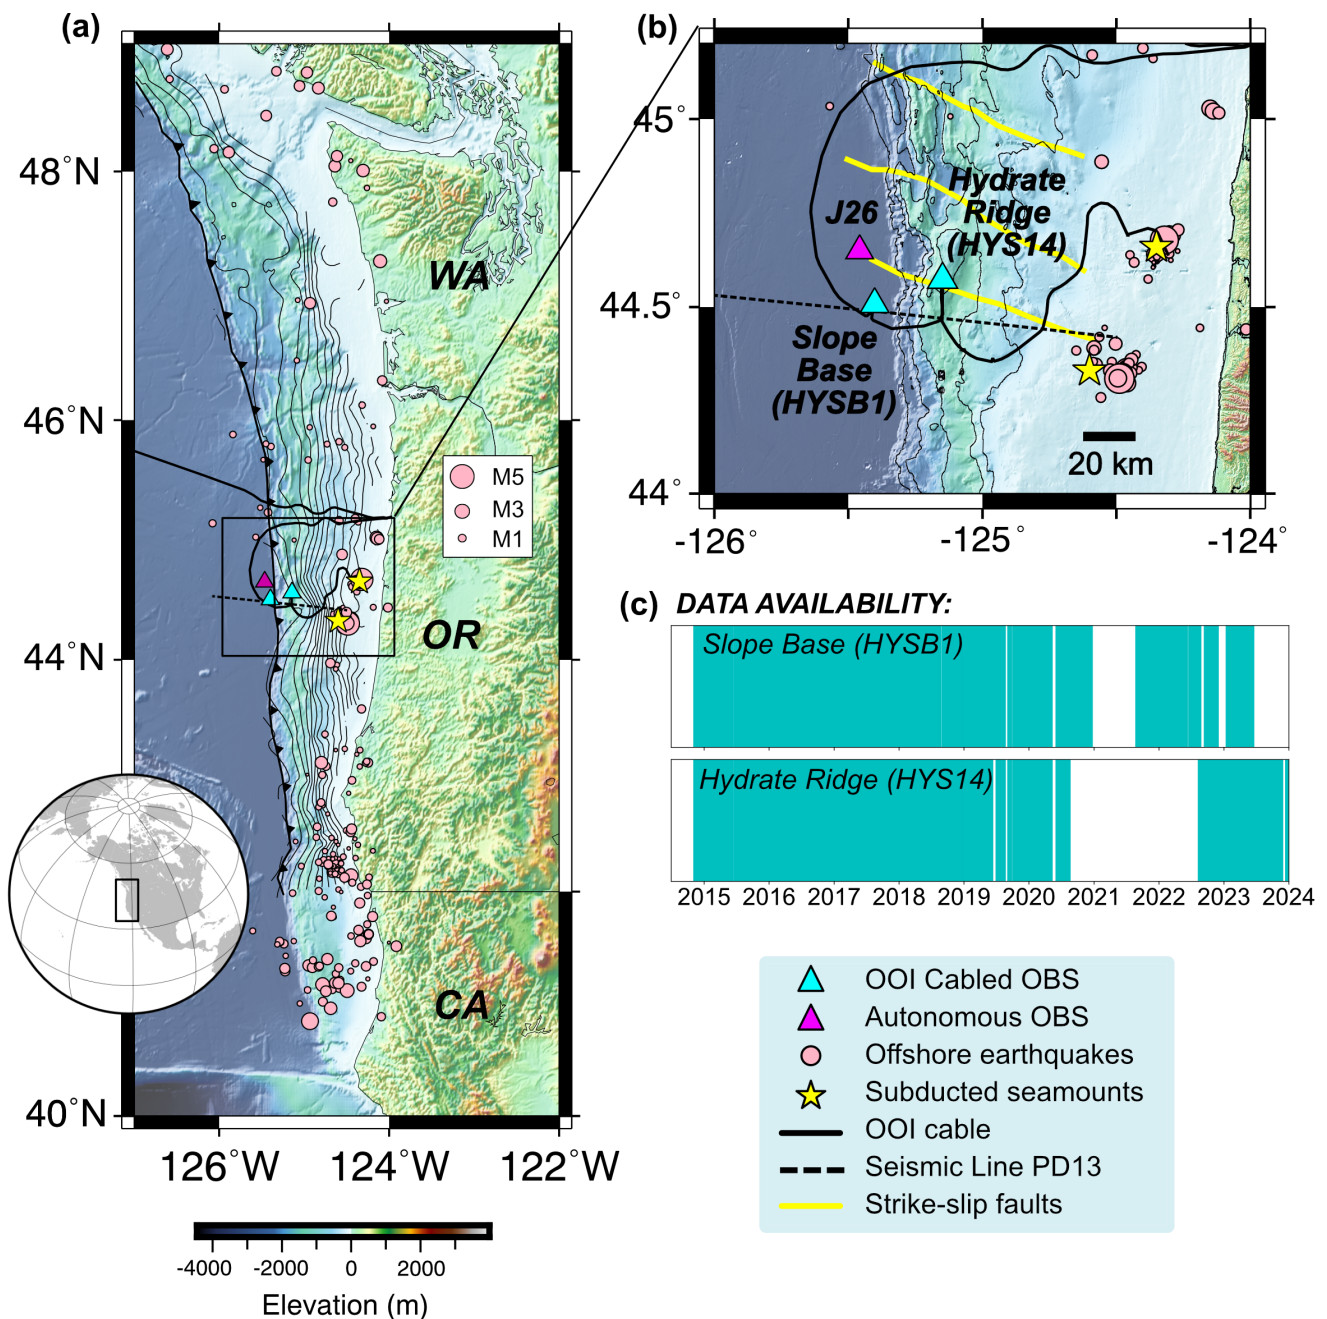 (a)
48°N
46°N
44°N
40°N
126°W
124°W
122°W
WA
OR
CA
M5
M3
M1
-4000
-2000
0
2000
Elevation (m)
(b)
45°
44.5°
44°
-126°
-125°
-124°
J26
Hydrate
Ridge
(HYS14)
Slope
Base
(HYSB1)
20 km
(c) DATA AVAILABILITY:
Slope Base (HYSB1)
Hydrate Ridge (HYS14)
2015 2016 2017 2018 2019 2020 2021 2022 2023 2024
OOI Cabled OBS
Autonomous OBS
Offshore earthquakes
Subducted seamounts
OOI cable
Seismic Line PD13
Strike-slip faults